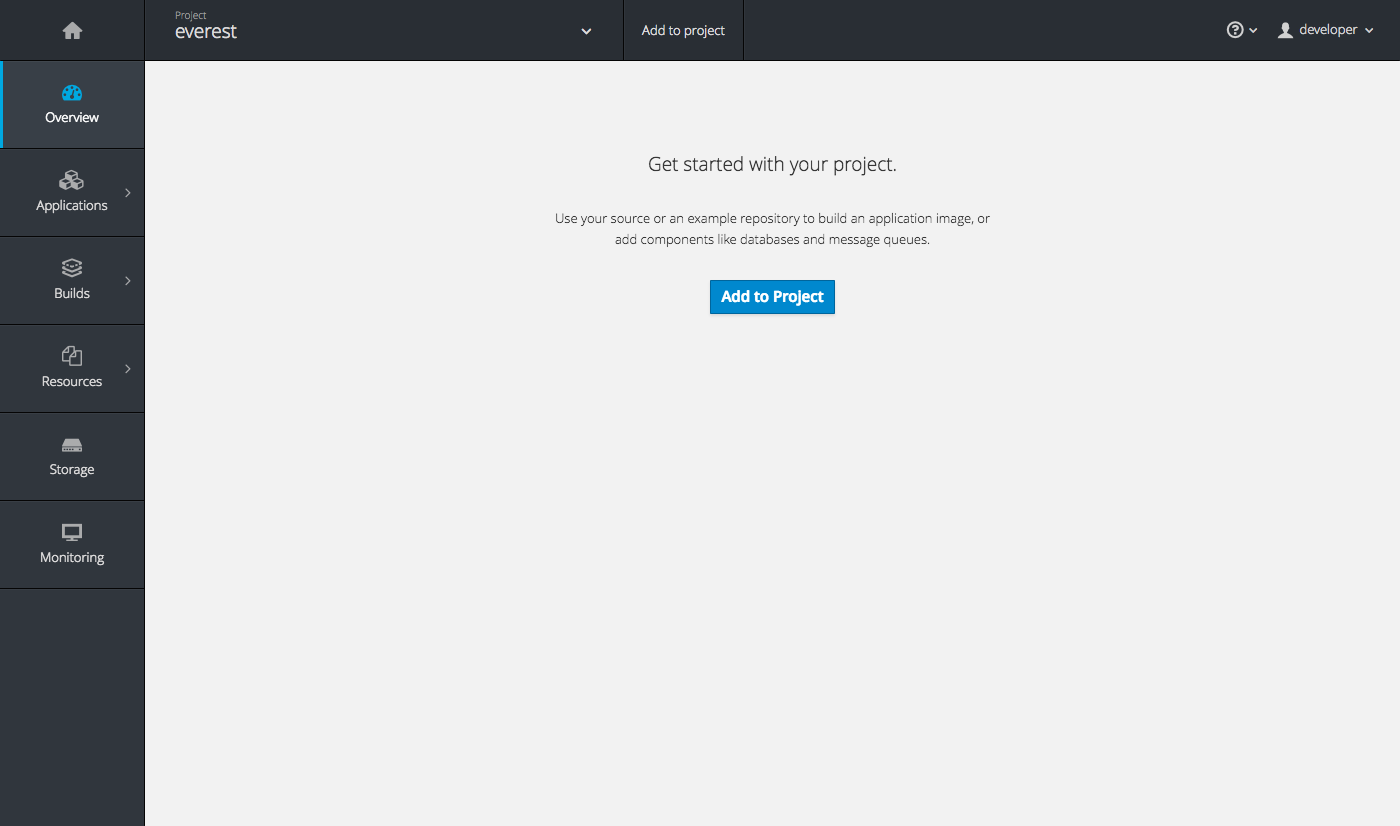 Project
everest
Add to project
developer
Overview
Applications
Builds
Resources
Storage
Monitoring
Get started with your project.
Use your source or an example repository to build an application image, or
add components like databases and message queues.
Add to Project